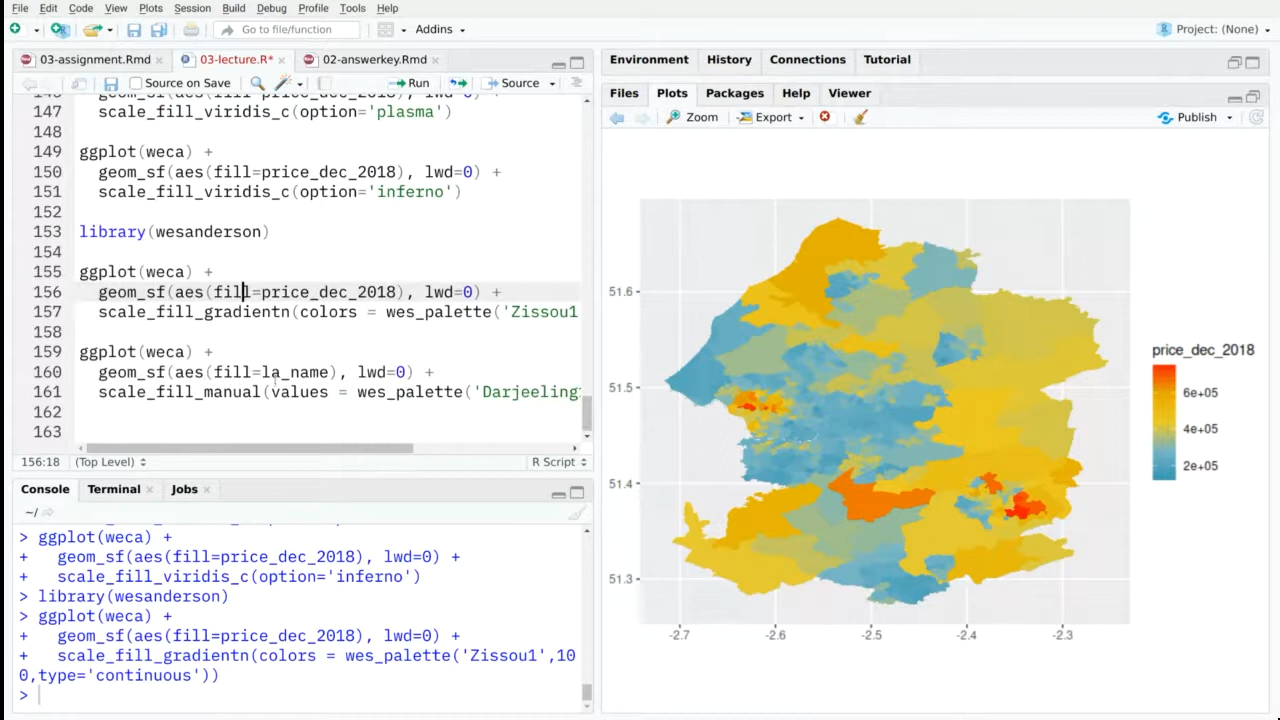 File Edit Code View Plots Session Build Debug Profile Tools Help
Go to file/function Addins Project: (None)
03-assignment.Rmd 03-lecture.R* 02-answerkey.Rmd
Source on Save Run Source
147 scale_fill_viridis_c(option='plasma')
148
149 ggplot(weca) +
150 geom_sf(aes(fill=price_dec_2018), lwd=0) +
151 scale_fill_viridis_c(option='inferno')
152
153 library(wesanderson)
154
155 ggplot(weca) +
156 geom_sf(aes(fill=price_dec_2018), lwd=0) +
157 scale_fill_gradientn(colors = wes_palette('Zissou1
158
159 ggplot(weca) +
160 geom_sf(aes(fill=la_name), lwd=0) +
161 scale_fill_manual(values = wes_palette('Darjeeling
162
163
156:18 (Top Level) R Script
Console Terminal Jobs
~/
> ggplot(weca) +
+ geom_sf(aes(fill=price_dec_2018), lwd=0) +
+ scale_fill_viridis_c(option='inferno')
> library(wesanderson)
> ggplot(weca) +
+ geom_sf(aes(fill=price_dec_2018), lwd=0) +
+ scale_fill_gradientn(colors = wes_palette('Zissou1',10
0,type='continuous'))
>
Environment History Connections Tutorial
Files Plots Packages Help Viewer
Zoom Export Publish
51.6
51.5
51.4
51.3
-2.7 -2.6 -2.5 -2.4 -2.3
price_dec_2018
6e+05
4e+05
2e+05